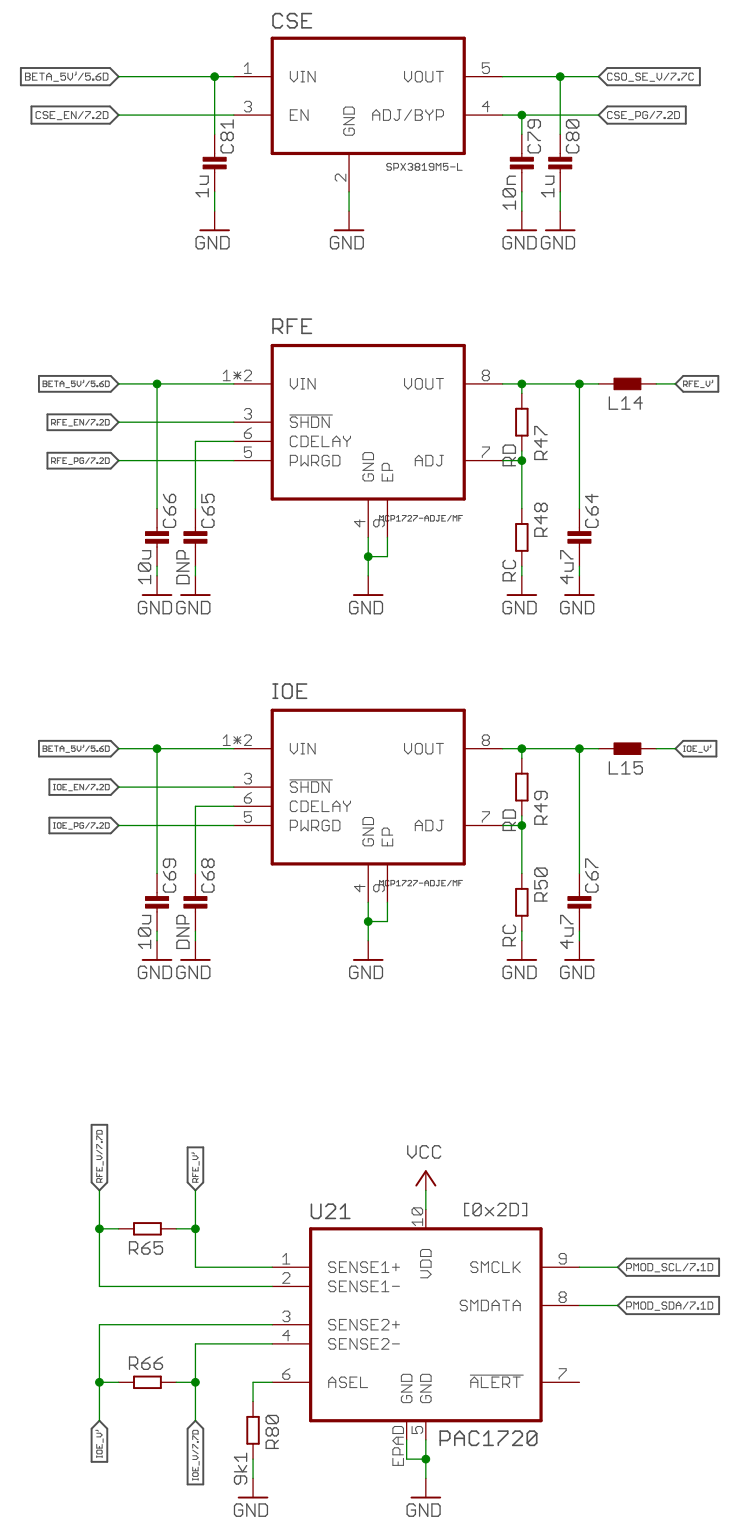 CSE
BETA_5V'/5.6D
1
VIN
VOUT
5
CSO_SE_V/7.7C
CSE_EN/7.2D
3
EN
GND
ADJ/BYP
4
CSE_PG/7.2D
C81
1u
2
SPX3819M5-L
C79
10n
C80
1u
GND
GND
GND
GND
RFE
BETA_5V'/5.6D
1*2
VIN
VOUT
8
L14
RFE_V'
RFE_EN/7.2D
3
SHDN
6
CDELAY
RFE_PG/7.2D
5
PWRGD
GND
EP
ADJ
7
RD
R47
C66
10u
C65
DNP
4
9
MCP1727-ADJE/MF
R48
RC
C64
4u7
GND
GND
GND
GND
GND
IOE
BETA_5V'/5.6D
1*2
VIN
VOUT
8
L15
IOE_V'
IOE_EN/7.2D
3
SHDN
6
CDELAY
IOE_PG/7.2D
5
PWRGD
GND
EP
ADJ
7
RD
R49
C69
10u
C68
DNP
4
9
MCP1727-ADJE/MF
R50
RC
C67
4u7
GND
GND
GND
GND
GND
RFE_V/7.7D
RFE_V'
VCC
U21
10
[0x2D]
R65
1
SENSE1+
VDD
SMCLK
9
PMOD_SCL/7.1D
2
SENSE1-
SMDATA
8
PMOD_SDA/7.1D
3
SENSE2+
4
SENSE2-
R66
6
ASEL
GND
GND
ALERT
7
IOE_V'
IOE_V/7.7D
R80
9k1
EPAD
5
PAC1720
GND
GND